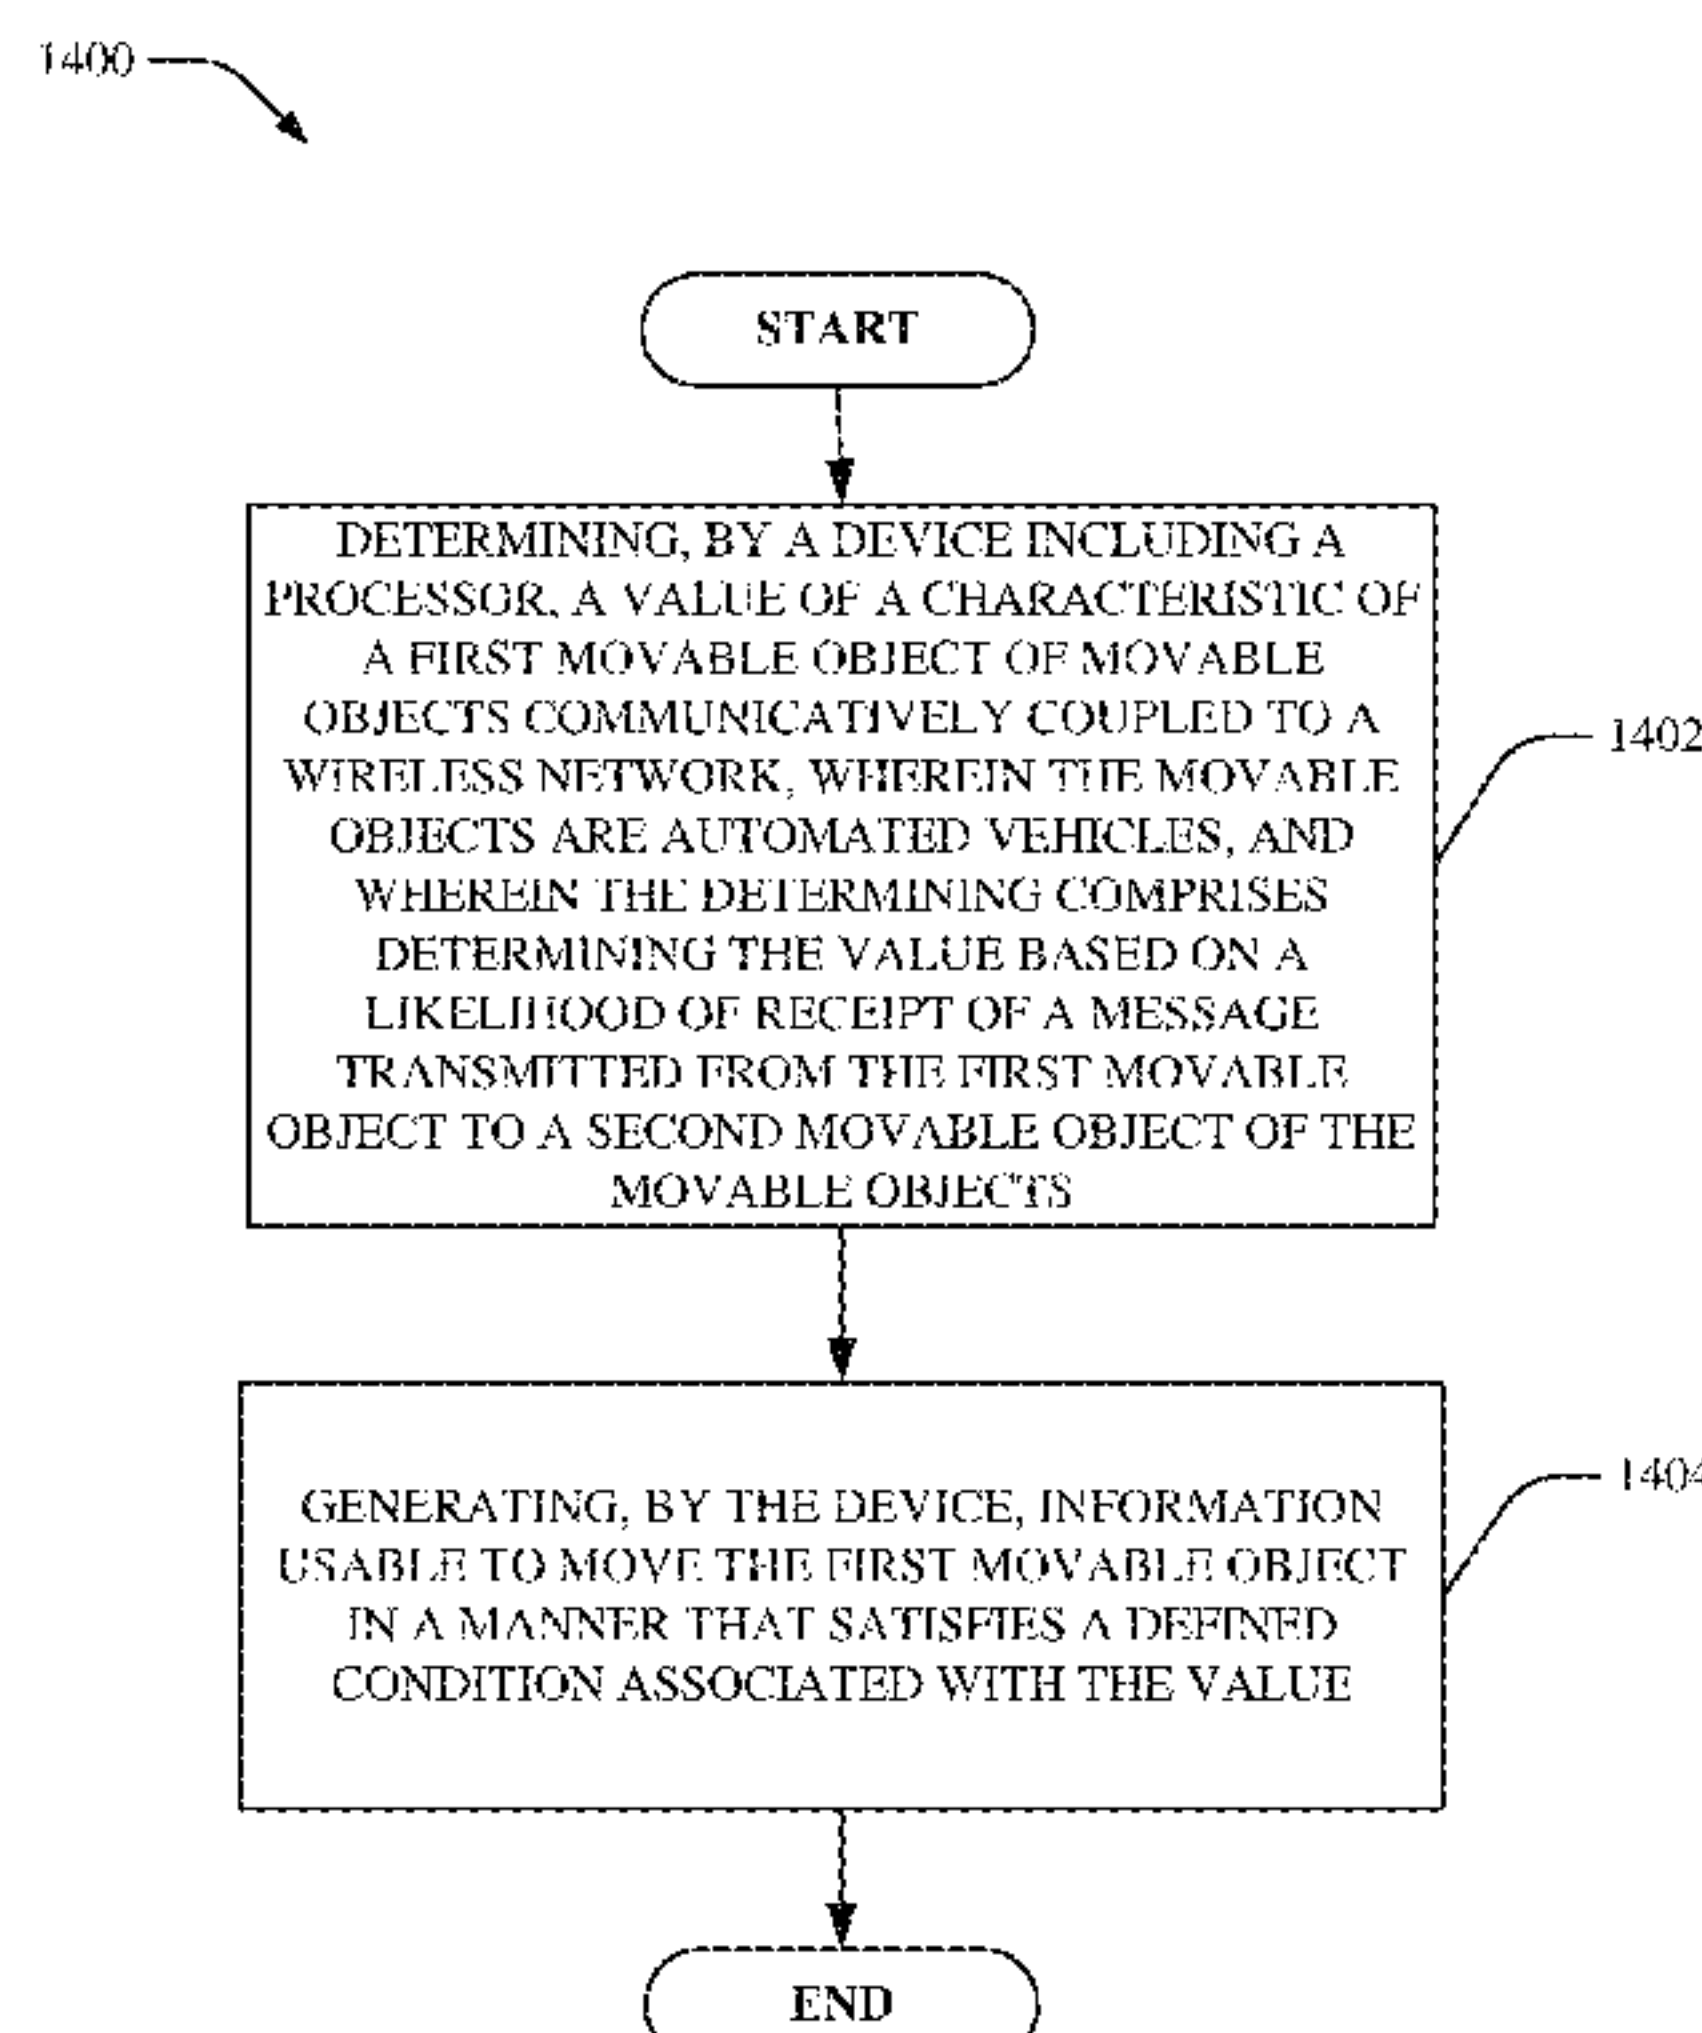 1400
START
DETERMINING, BY A DEVICE INCLUDING A
PROCESSOR, A VALUE OF A CHARACTERISTIC OF
A FIRST MOVABLE OBJECT OF MOVABLE
OBJECTS COMMUNICATIVELY COUPLED TO A
WIRELESS NETWORK, WHEREIN THE MOVABLE
OBJECTS ARE AUTOMATED VEHICLES, AND
WHEREIN THE DETERMINING COMPRISES
DETERMINING THE VALUE BASED ON A
LIKELIHOOD OF RECEIPT OF A MESSAGE
TRANSMITTED FROM THE FIRST MOVABLE
OBJECT TO A SECOND MOVABLE OBJECT OF THE
MOVABLE OBJECTS
1402
GENERATING, BY THE DEVICE, INFORMATION
USABLE TO MOVE THE FIRST MOVABLE OBJECT
IN A MANNER THAT SATISFIES A DEFINED
CONDITION ASSOCIATED WITH THE VALUE
1404
END